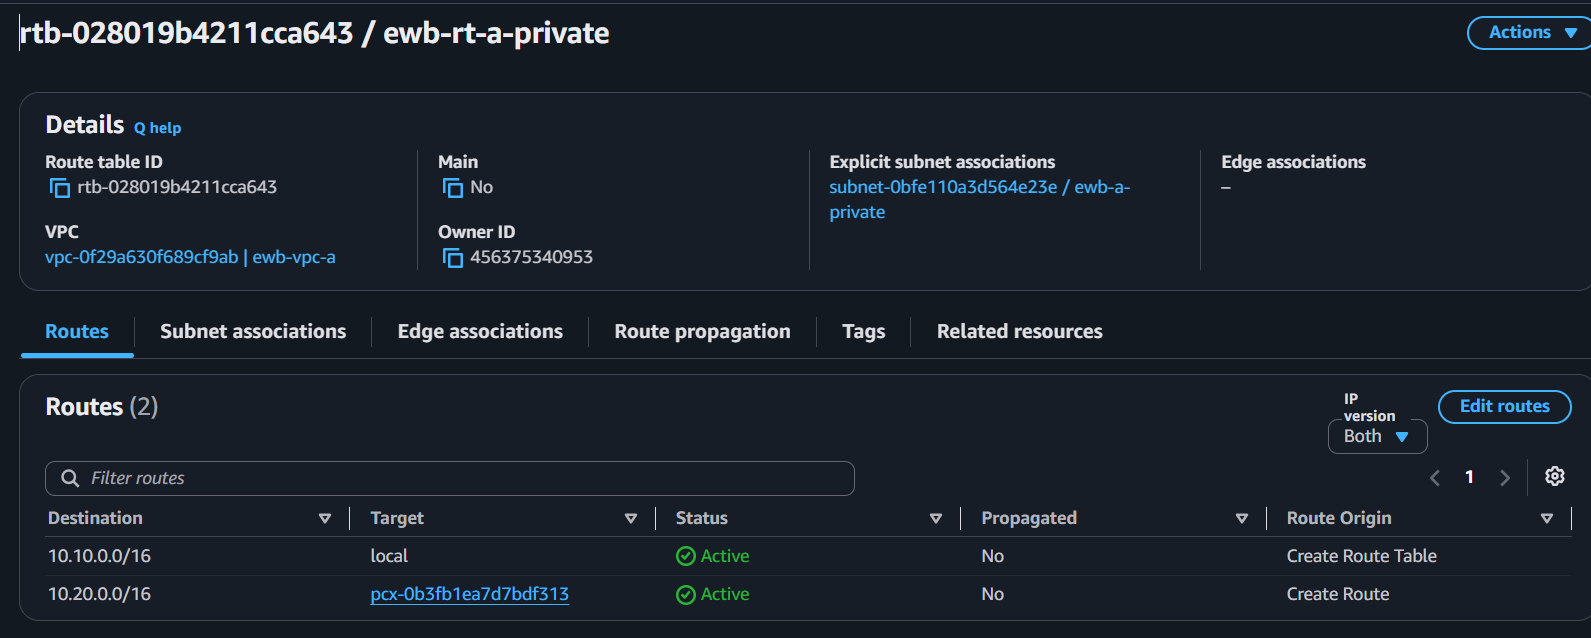 rtb-028019b4211cca643 / ewb-rt-a-private
Actions
Details Q help
Route table ID
rtb-028019b4211cca643
Main
No
Explicit subnet associations
subnet-0bfe110a3d564e23e / ewb-a-
private
Edge associations
–
VPC
vpc-0f29a630f689cf9ab | ewb-vpc-a
Owner ID
456375340953
Routes Subnet associations Edge associations Route propagation Tags Related resources
Routes (2)
IP
version
Both
Edit routes
Filter routes
1
Destination Target Status Propagated Route Origin
10.10.0.0/16 local Active No Create Route Table
10.20.0.0/16 pcx-0b3fb1ea7d7bdf313 Active No Create Route